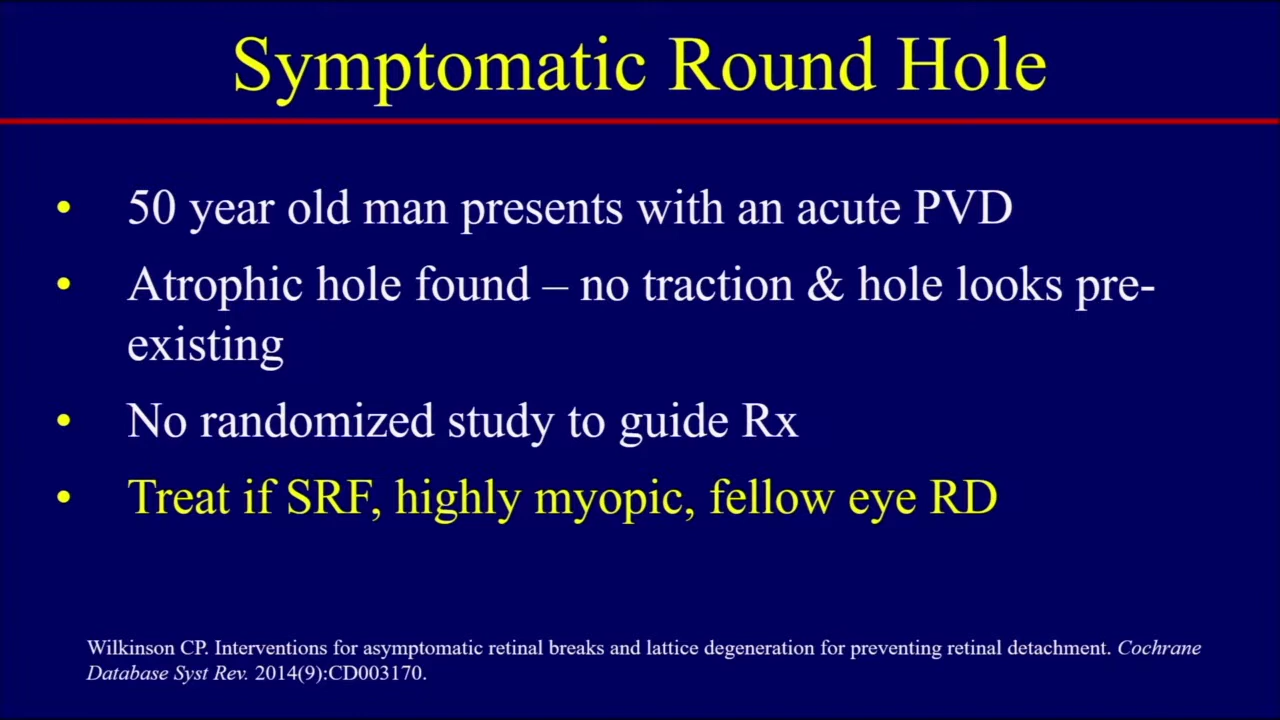 Symptomatic Round Hole
• 50 year old man presents with an acute PVD
• Atrophic hole found – no traction & hole looks pre-
existing
• No randomized study to guide Rx
• Treat if SRF, highly myopic, fellow eye RD
Wilkinson CP. Interventions for asymptomatic retinal breaks and lattice degeneration for preventing retinal detachment. Cochrane
Database Syst Rev. 2014(9):CD003170.